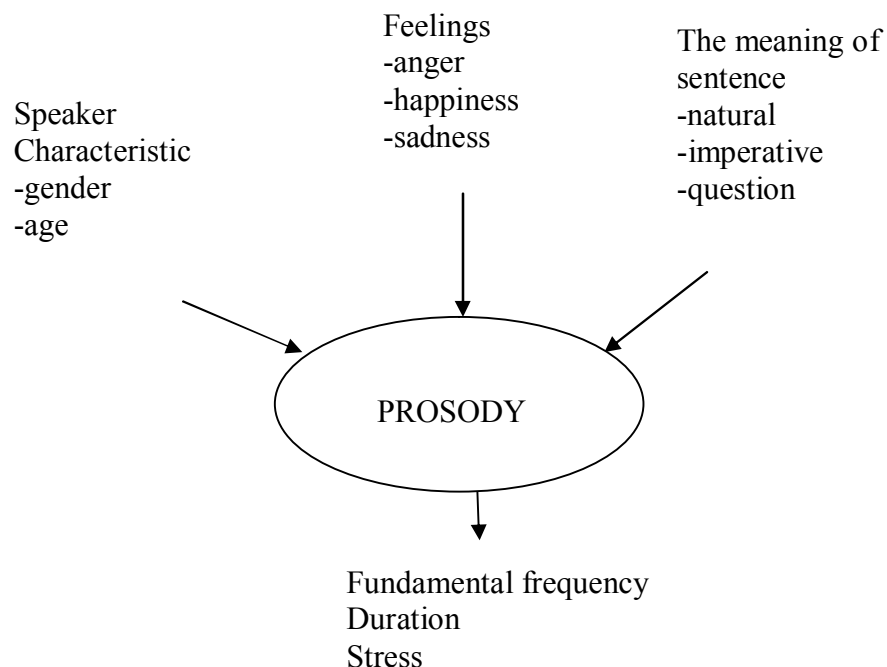 Feelings
-anger
-happiness
-sadness
The meaning of
sentence
-natural
-imperative
-question
Speaker
Characteristic
-gender
-age
PROSODY
Fundamental frequency
Duration
Stress